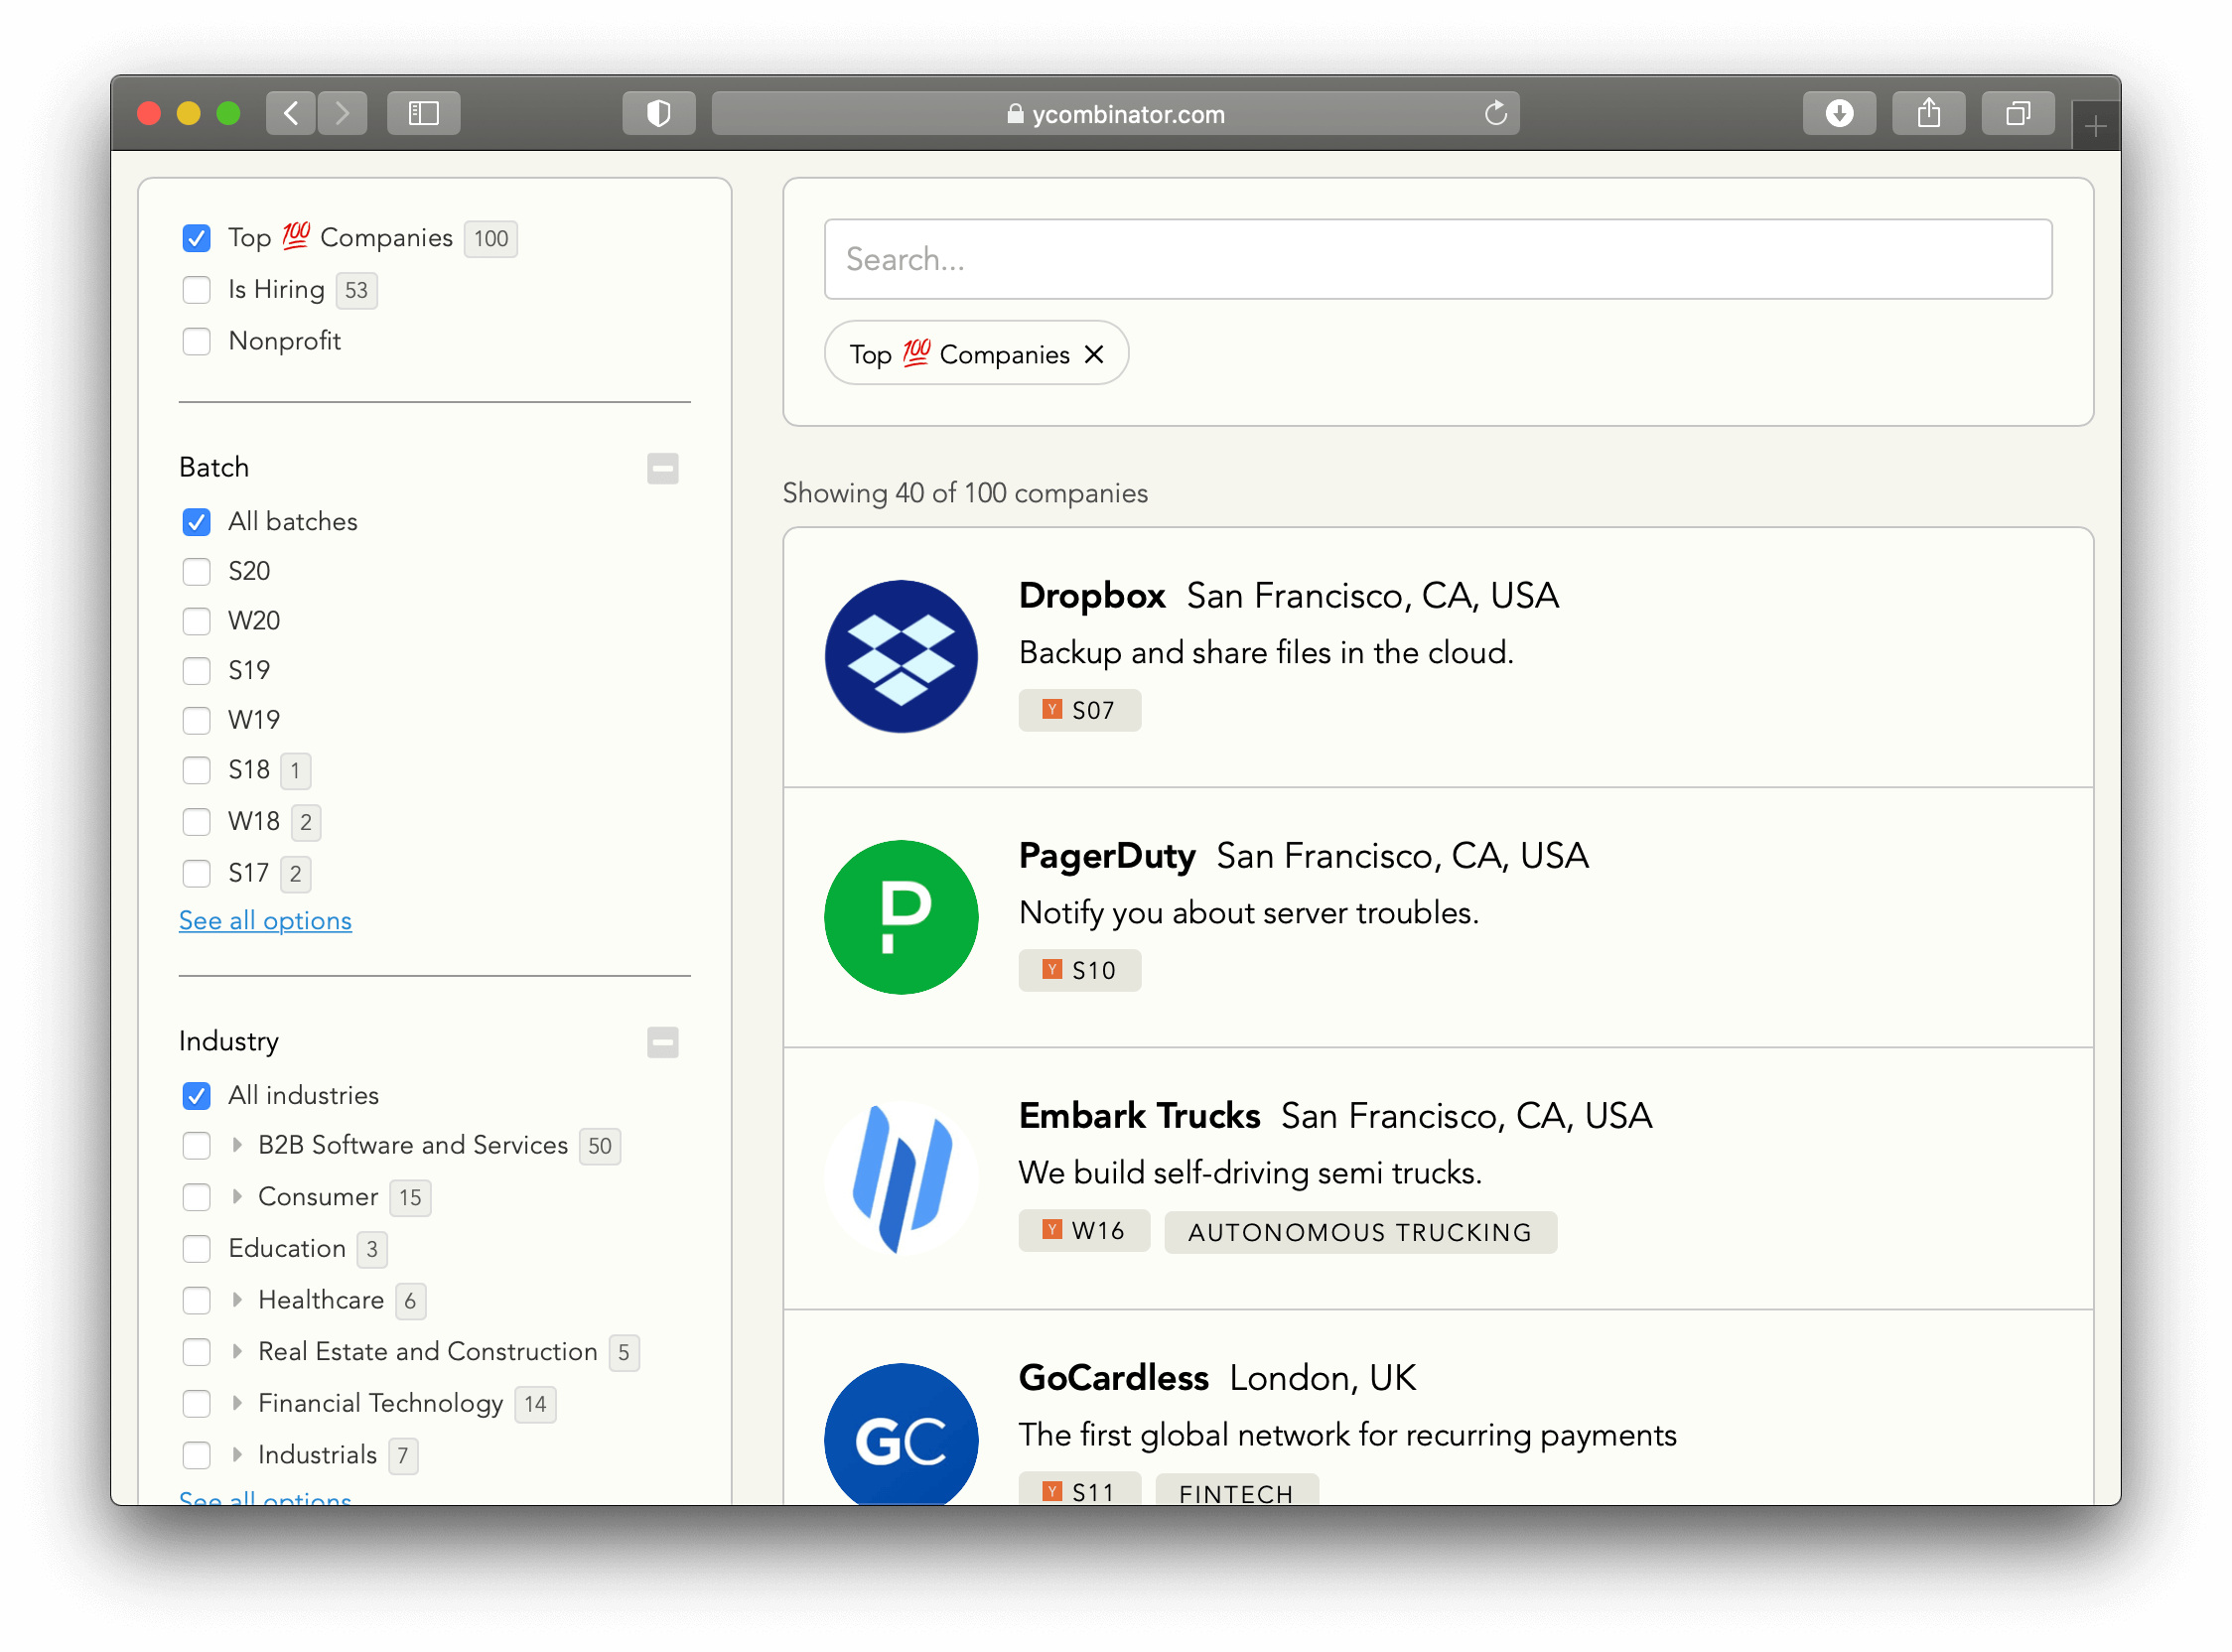 ycombinator.com
Top 💯 Companies 100
Is Hiring 53
Nonprofit
Batch
All batches
S20
W20
S19
W19
S18 1
W18 2
S17 2
See all options
Industry
All industries
B2B Software and Services 50
Consumer 15
Education 3
Healthcare 6
Real Estate and Construction 5
Financial Technology 14
Industrials 7
See all options
Search...
Top 💯 Companies
Showing 40 of 100 companies
Dropbox San Francisco, CA, USA
Backup and share files in the cloud.
Y S07
P
PagerDuty San Francisco, CA, USA
Notify you about server troubles.
Y S10
Embark Trucks San Francisco, CA, USA
We build self-driving semi trucks.
Y W16 AUTONOMOUS TRUCKING
GC
GoCardless London, UK
The first global network for recurring payments
Y S11 FINTECH